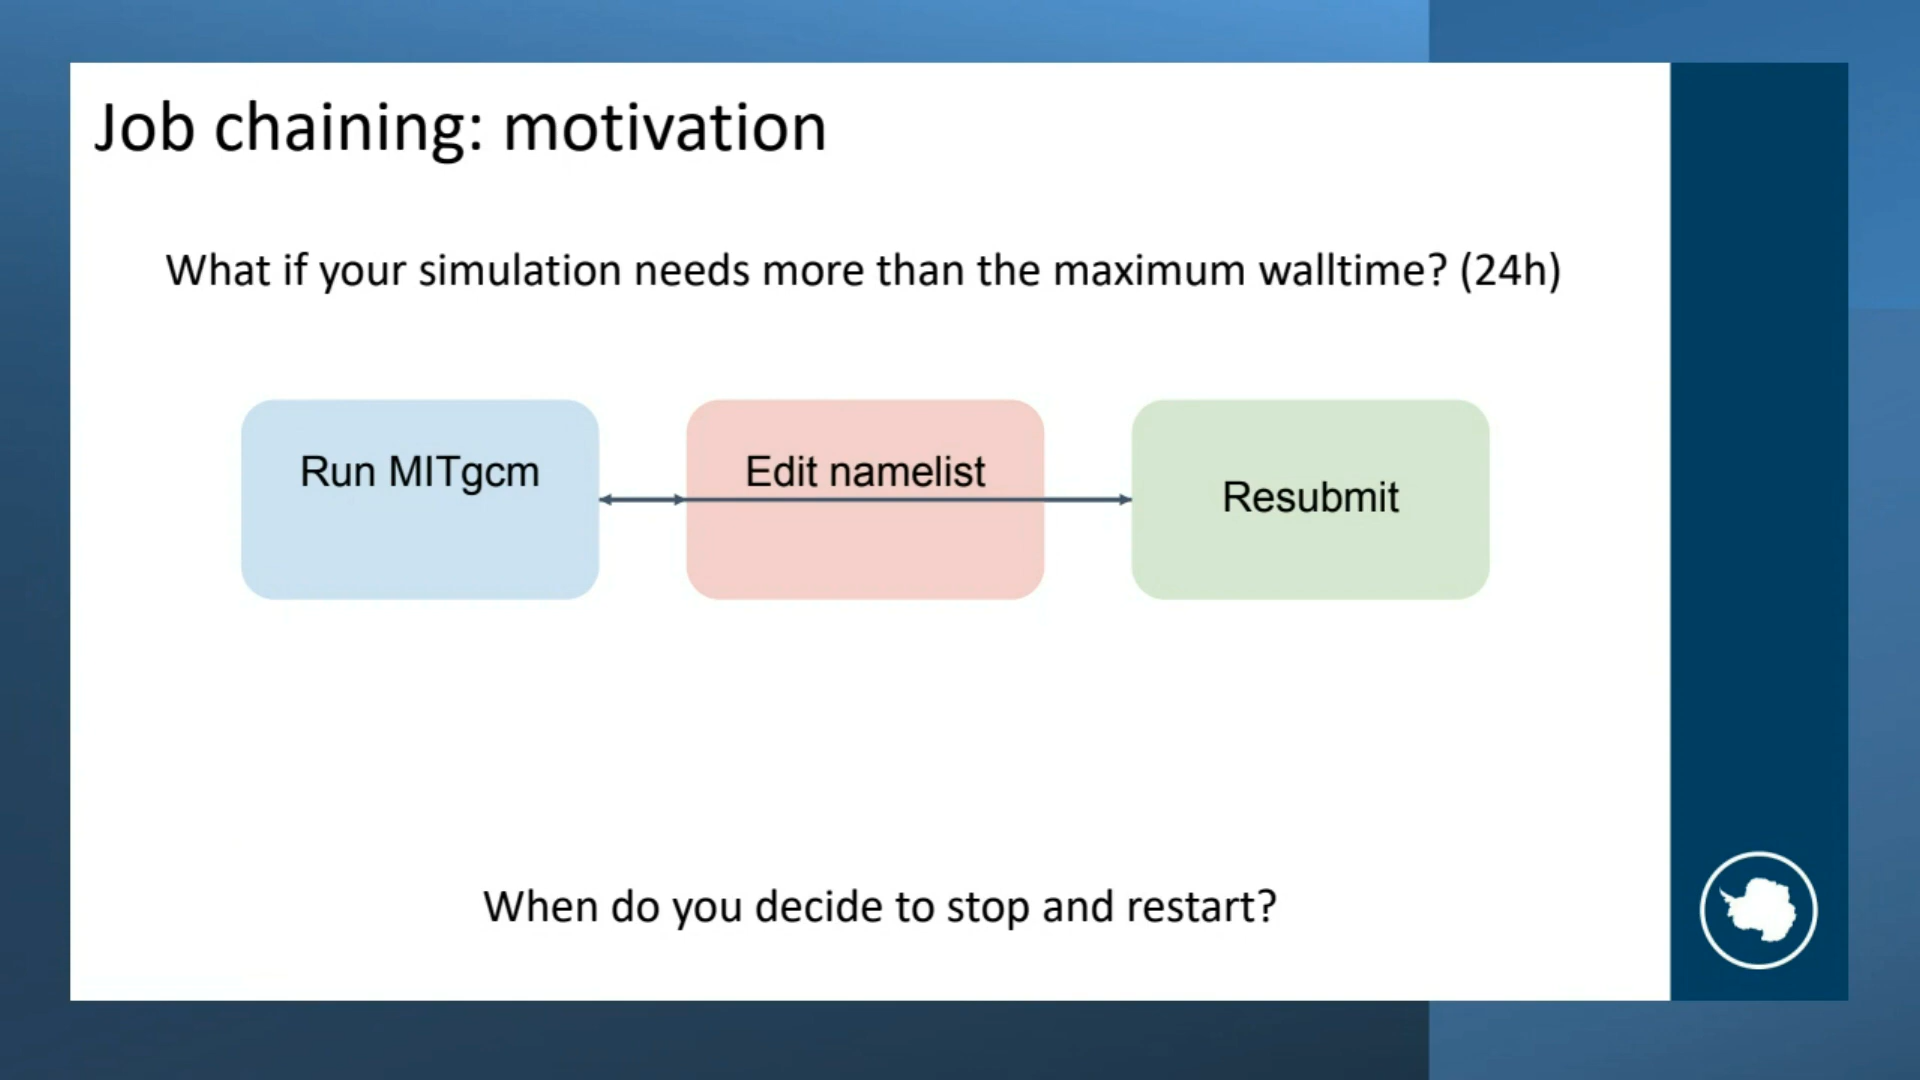 Job chaining: motivation
What if your simulation needs more than the maximum walltime? (24h)
Run MITgcm
Edit namelist
Resubmit
When do you decide to stop and restart?